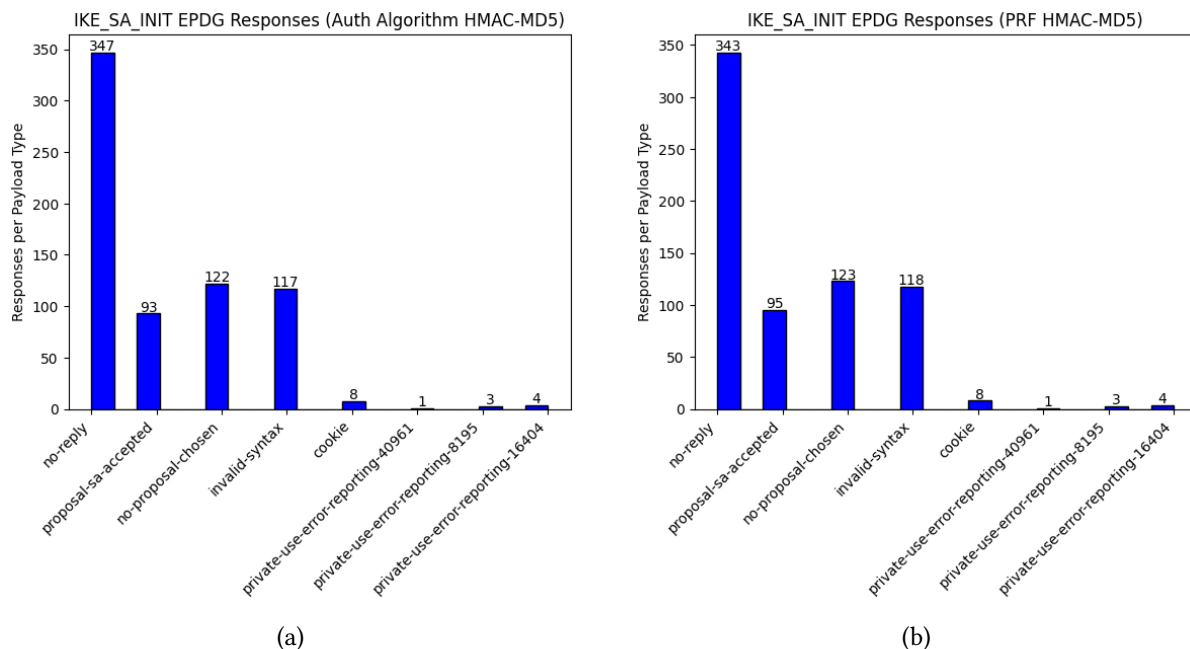 IKE_SA_INIT EPDG Responses (Auth Algorithm HMAC-MD5)
Responses per Payload Type
350
300
250
200
150
100
50
0
347
93
122
117
8
1
3
4
no-reply
proposal-sa-accepted
no-proposal-chosen
invalid-syntax
cookie
private-use-error-reporting-40961
private-use-error-reporting-8195
private-use-error-reporting-16404
(a)
IKE_SA_INIT EPDG Responses (PRF HMAC-MD5)
Responses per Payload Type
350
300
250
200
150
100
50
0
343
95
123
118
8
1
3
4
no-reply
proposal-sa-accepted
no-proposal-chosen
invalid-syntax
cookie
private-use-error-reporting-40961
private-use-error-reporting-8195
private-use-error-reporting-16404
(b)